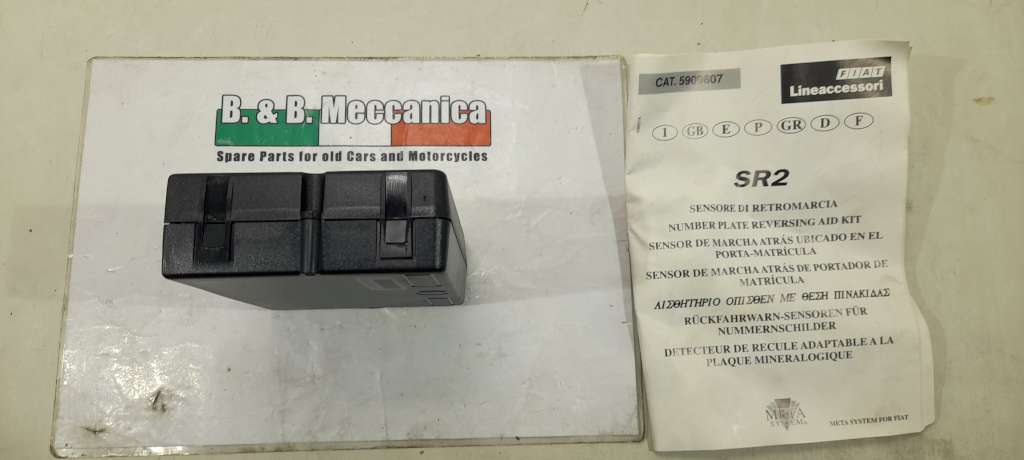 B. & B. Meccanica
Spare Parts for old Cars and Motorcycles
CAT. 5909607
FIAT
Lineaccessori
I GB E P GR D F
SR2
SENSORE DI RETROMARCIA
NUMBER PLATE REVERSING AID KIT
SENSOR DE MARCHA ATRÁS UBICADO EN EL
PORTA-MATRÍCULA
SENSOR DE MARCHA ATRÁS DE PORTADOR DE
MATRÍCULA
ΑΙΣΘΗΤΗΡΙΟ ΟΠΙΣΘΕΝ ΜΕ ΘΕΣΗ ΠΙΝΑΚΙΔΑΣ
RÜCKFAHRWARN-SENSOREN FÜR
NUMMERNSCHILDER
DETECTEUR DE RECULE ADAPTABLE A LA
PLAQUE MINERALOGIQUE
META
SYSTEM
META SYSTEM FOR FIAT